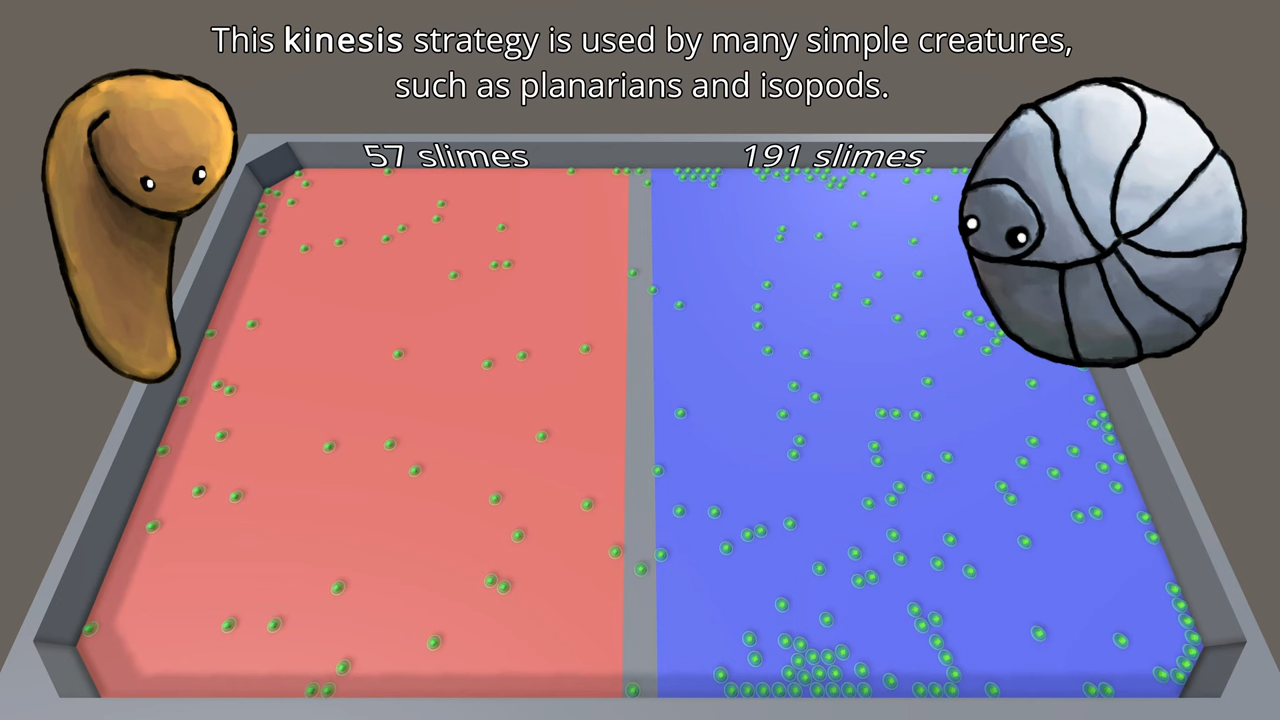 This kinesis strategy is used by many simple creatures,
such as planarians and isopods.
57 slimes
191 slimes